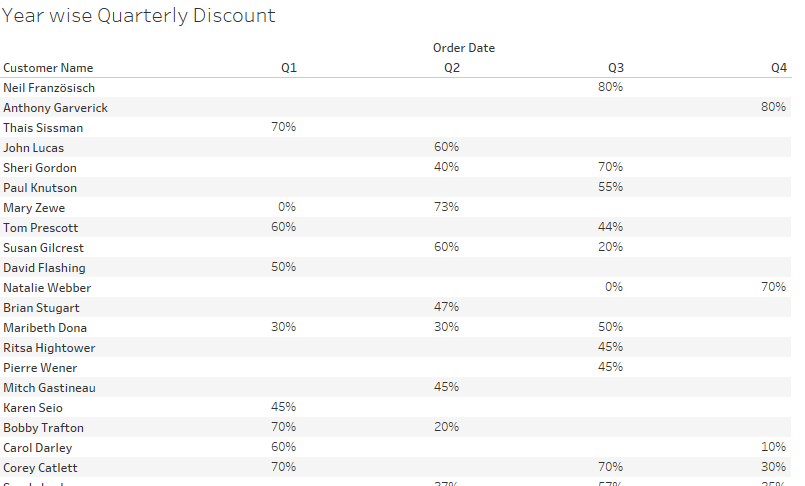 Year wise Quarterly Discount
Order Date
Customer Name Q1 Q2 Q3 Q4
Neil Französisch 80%
Anthony Garverick 80%
Thais Sissman 70%
John Lucas 60%
Sheri Gordon 40% 70%
Paul Knutson 55%
Mary Zewe 0% 73%
Tom Prescott 60% 44%
Susan Gilcrest 60% 20%
David Flashing 50%
Natalie Webber 0% 70%
Brian Stugart 47%
Maribeth Dona 30% 30% 50%
Ritsa Hightower 45%
Pierre Wener 45%
Mitch Gastineau 45%
Karen Seio 45%
Bobby Trafton 70% 20%
Carol Darley 60% 10%
Corey Catlett 70% 70% 30%